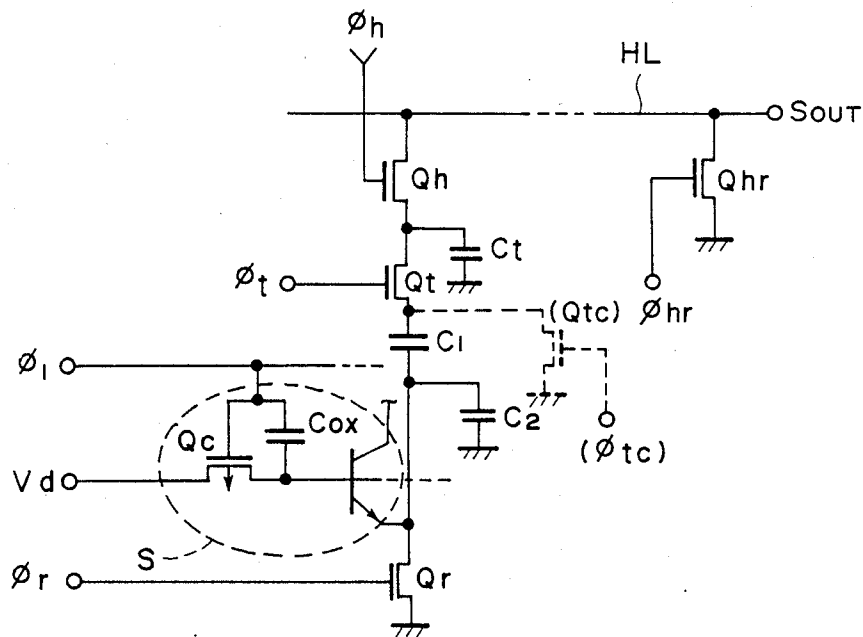 Øh
HL
SOUT
Qh
Qhr
Ct
Øt
Qt
(Qtc)
Øhr
C1
Ø1
Qc
Cox
C2
(Øtc)
Vd
S
Ør
Qr